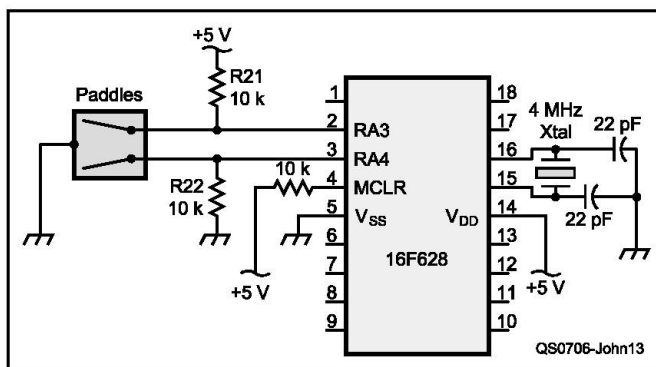 +5 V
Paddles
R21
10 k
R22
10 k
10 k
+5 V
1
2
3
4
5
6
7
8
9
RA3
RA4
MCLR
VSS
VDD
16F628
18
17
16
15
14
13
12
11
10
4 MHz
Xtal
22 pF
22 pF
+5 V
QS0706-John13